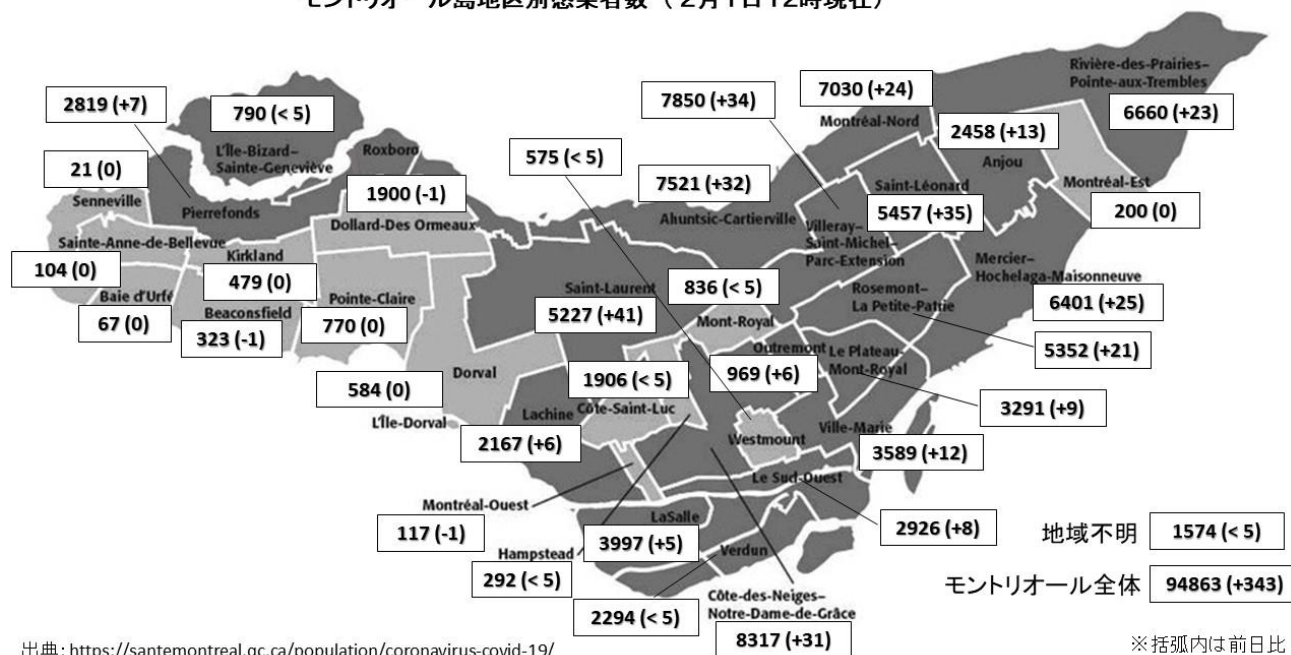 モントリオール島地区別感染者数（２月１日１２時現在）
Rivière-des-Prairies–
Pointe-aux-Trembles
6660 (+23)
7030 (+24)
Montréal-Nord
7850 (+34)
2819 (+7)
790 (< 5)
L'Île-Bizard–
Sainte-Geneviève
Roxboro
2458 (+13)
Anjou
575 (< 5)
21 (0)
Senneville
Pierrefonds
1900 (-1)
Dollard-Des Ormeaux
7521 (+32)
Ahuntsic-Cartierville
Saint-Léonard
5457 (+35)
Montréal-Est
200 (0)
Villeray–
Saint-Michel–
Parc-Extension
Sainte-Anne-de-Bellevue
104 (0)
Kirkland
479 (0)
Baie d'Urfé
67 (0)
Beaconsfield
323 (-1)
Pointe-Claire
770 (0)
Saint-Laurent
5227 (+41)
836 (< 5)
Mont-Royal
Rosemont–
La Petite-Patrie
Mercier–
Hochelaga-Maisonneuve
6401 (+25)
5352 (+21)
Outremont
969 (+6)
Le Plateau-
Mont-Royal
3291 (+9)
584 (0)
Dorval
L'Île-Dorval
1906 (< 5)
Côte-Saint-Luc
Lachine
2167 (+6)
Westmount
Ville-Marie
3589 (+12)
Le Sud-Ouest
2926 (+8)
Montréal-Ouest
117 (-1)
Hampstead
292 (< 5)
LaSalle
3997 (+5)
Verdun
2294 (< 5)
Côte-des-Neiges–
Notre-Dame-de-Grâce
8317 (+31)
地域不明 1574 (< 5)
モントリオール全体 94863 (+343)
出典: https://santemontreal.qc.ca/population/coronavirus-covid-19/
※括弧内は前日比